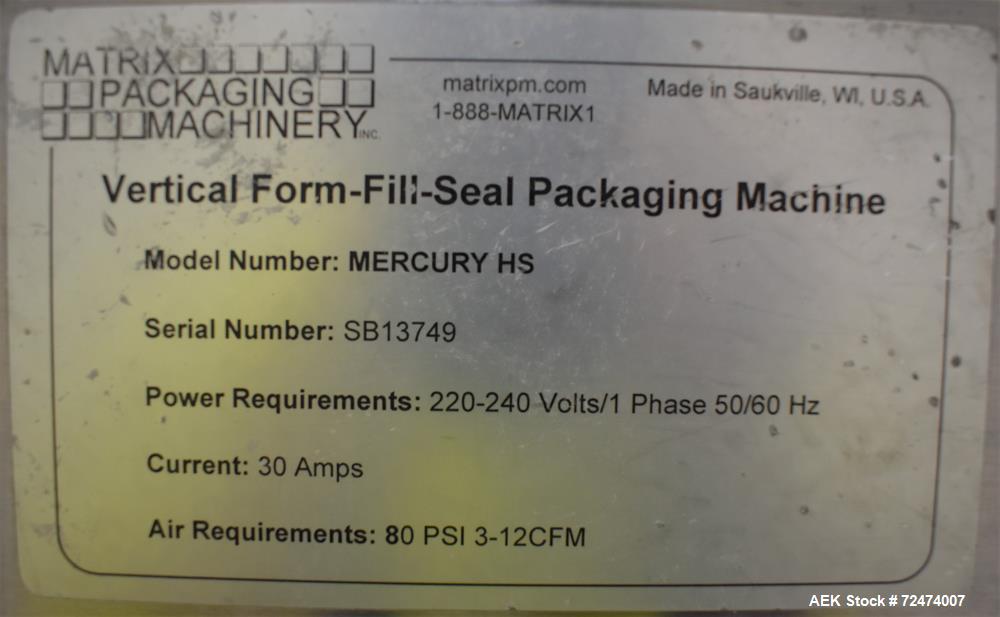 MATRIX
PACKAGING
MACHINERY INC.
matrixpm.com
1-888-MATRIX1
Made in Saukville, WI, U.S.A.
Vertical Form-Fill-Seal Packaging Machine
Model Number: MERCURY HS
Serial Number: SB13749
Power Requirements: 220-240 Volts/1 Phase 50/60 Hz
Current: 30 Amps
Air Requirements: 80 PSI 3-12CFM
AEK Stock # 72474007